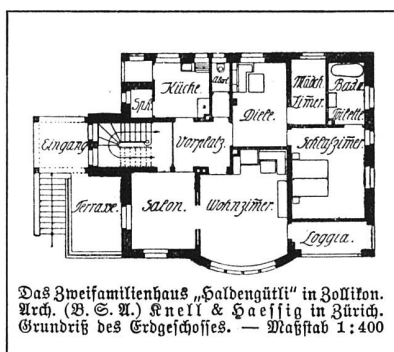 Küche.
Abort
Mädch. Zimer.
Bad u. Toilette
Sps.
Diele.
Eingang
Vorplatz.
Schlafzimer.
Terrasse.
Salon.
Wohnzimer.
Loggia.
Das Zweifamilienhaus „Haldengütli“ in Zollikon.
Arch. (B. S. A.) Knell & Haessig in Zürich.
Grundriß des Erdgeschosses. — Maßstab 1:400